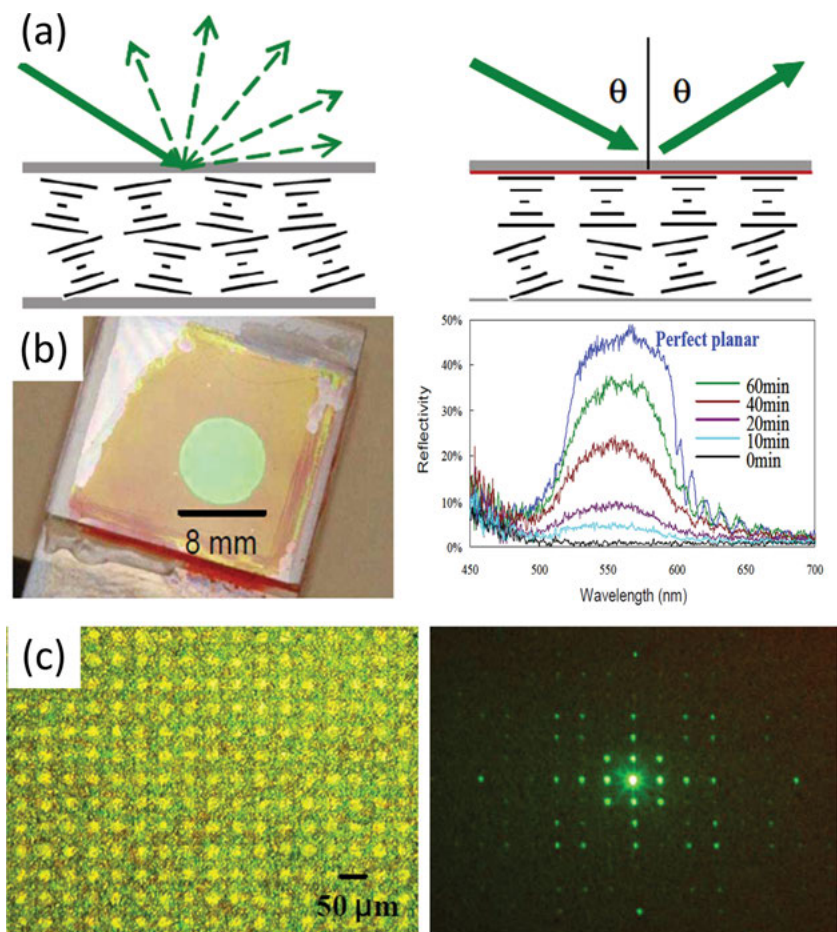 (a)
θ θ
(b)
8 mm
50%
40%
30%
20%
10%
0%
Reflectivity
Perfect planar
60min
40min
20min
10min
0min
450 500 550 600 650 700
Wavelength (nm)
(c)
50 μm